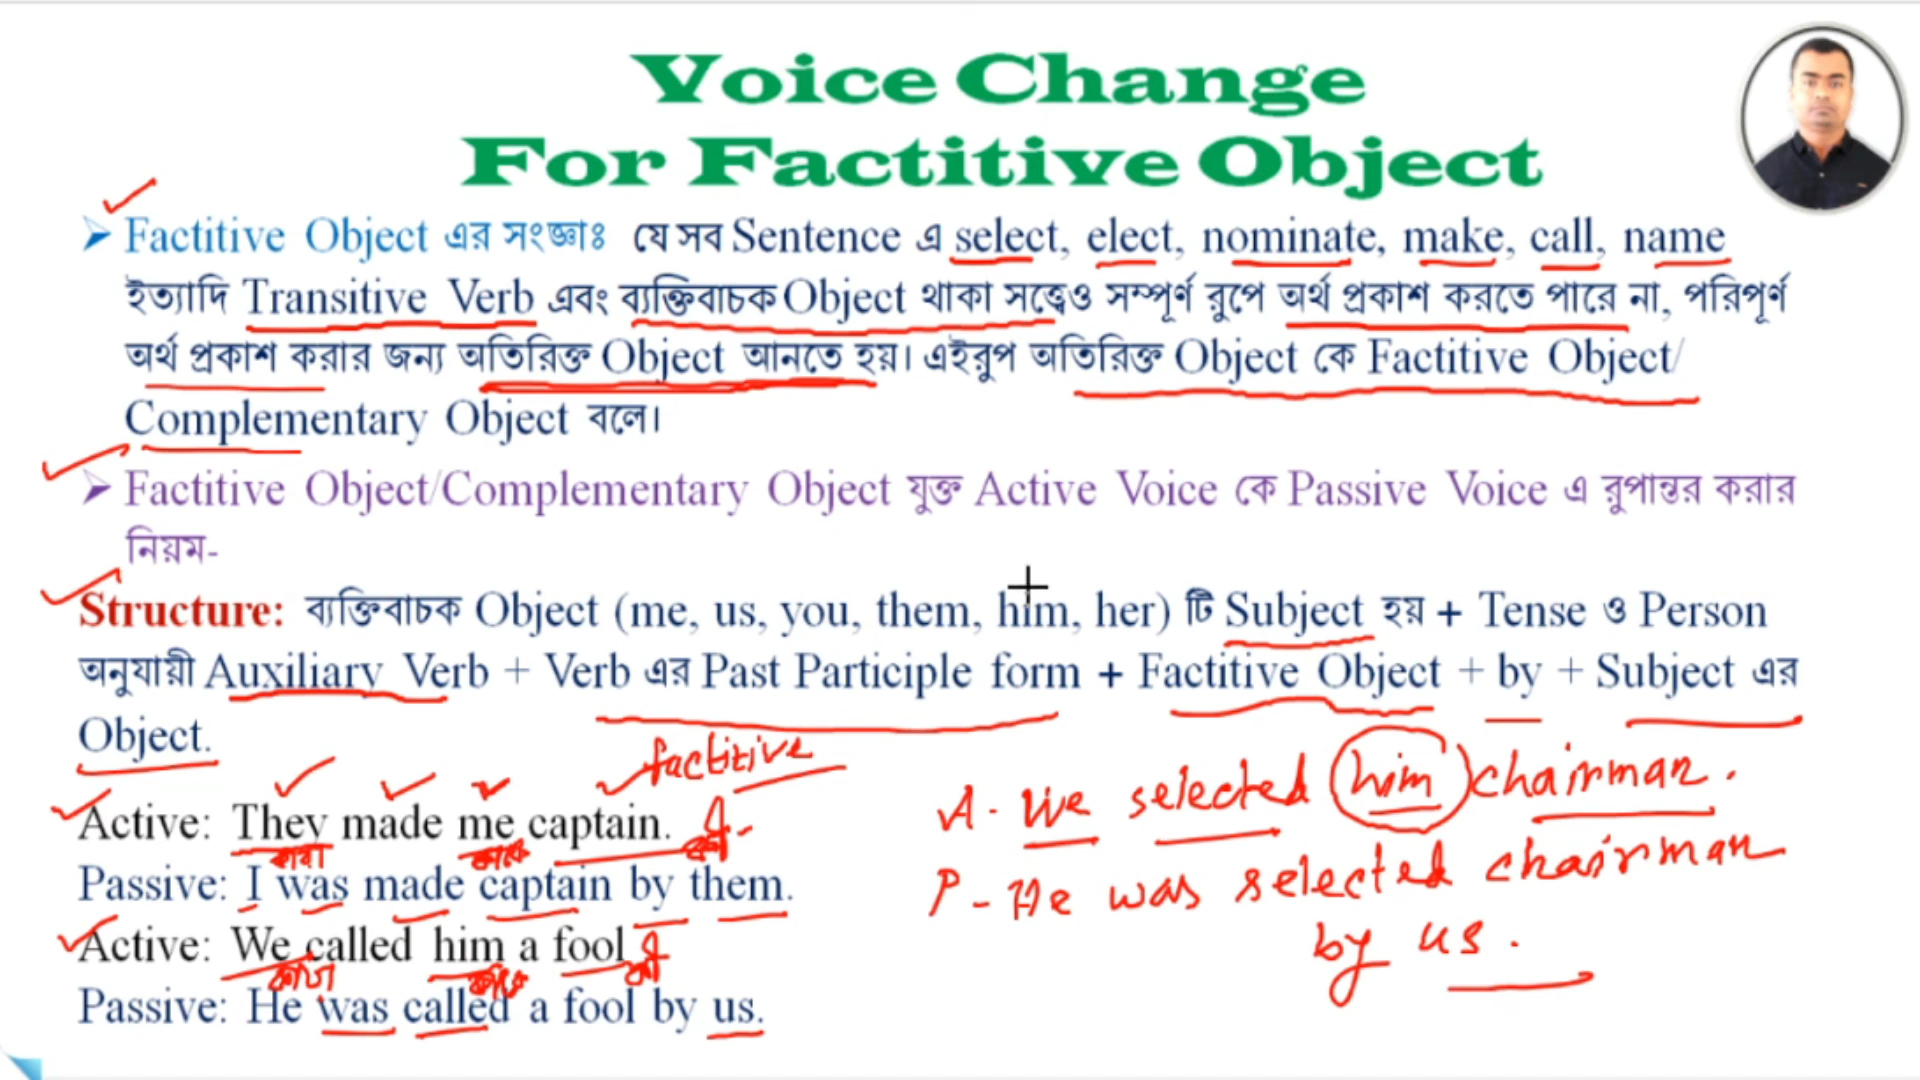 Voice Change
For Factitive Object
Factitive Object এর সংজ্ঞাঃ যে সব Sentence এ select, elect, nominate, make, call, name
ইত্যাদি Transitive Verb এবং ব্যক্তিবাচক Object থাকা সত্ত্বেও সম্পূর্ণ রুপে অর্থ প্রকাশ করতে পারে না, পরিপূর্ণ
অর্থ প্রকাশ করার জন্য অতিরিক্ত Object আনতে হয়। এইরুপ অতিরিক্ত Object কে Factitive Object/
Complementary Object বলে।
Factitive Object/Complementary Object যুক্ত Active Voice কে Passive Voice এ রুপান্তর করার
নিয়ম-
Structure: ব্যক্তিবাচক Object (me, us, you, them, him, her) টি Subject হয় + Tense ও Person
অনুযায়ী Auxiliary Verb + Verb এর Past Participle form + Factitive Object + by + Subject এর
Object.
factitive
Active: They made me captain.
কারা কাকে কী
Passive: I was made captain by them.
Active: We called him a fool
কাকে কী
Passive: He was called a fool by us.
A - We selected him chairman.
P - He was selected chairman
by us.